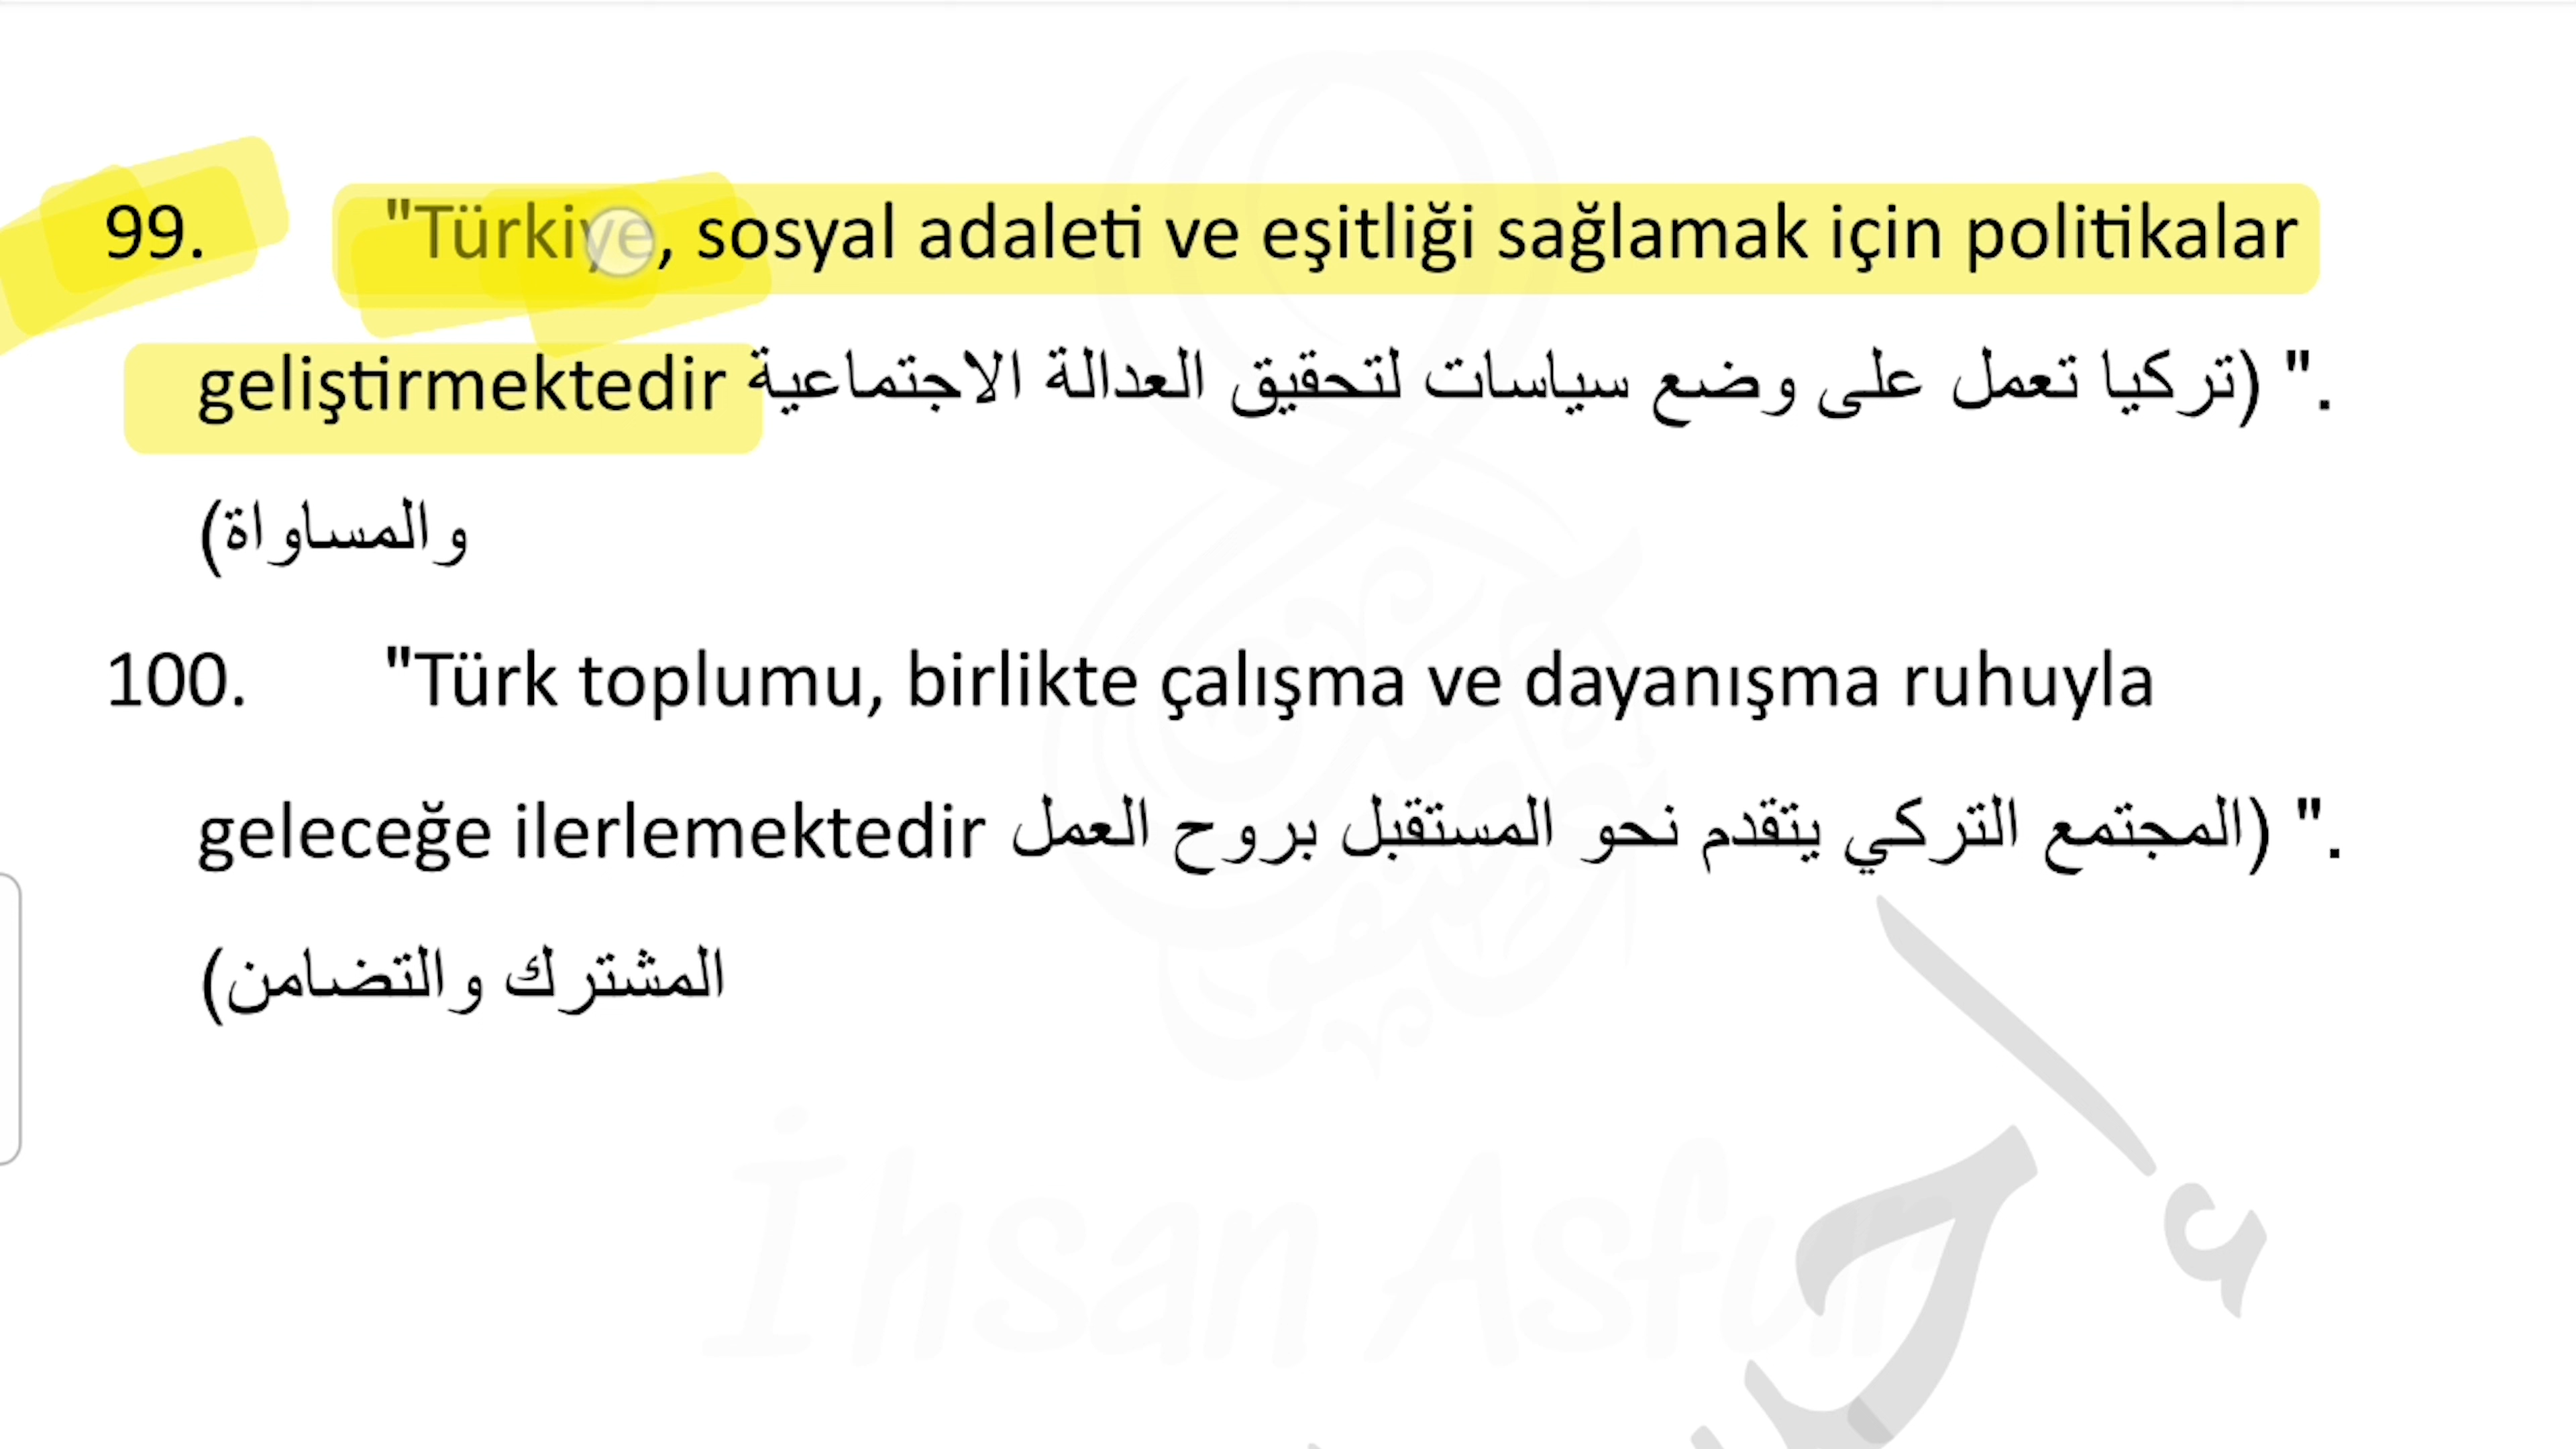 99. "Türkiye, sosyal adaleti ve eşitliği sağlamak için politikalar
geliştirmektedir." (تركيا تعمل على وضع سياسات لتحقيق العدالة الاجتماعية
والمساواة)
100. "Türk toplumu, birlikte çalışma ve dayanışma ruhuyla
geleceğe ilerlemektedir." (المجتمع التركي يتقدم نحو المستقبل بروح العمل
المشترك والتضامن)
İhsan Asfur